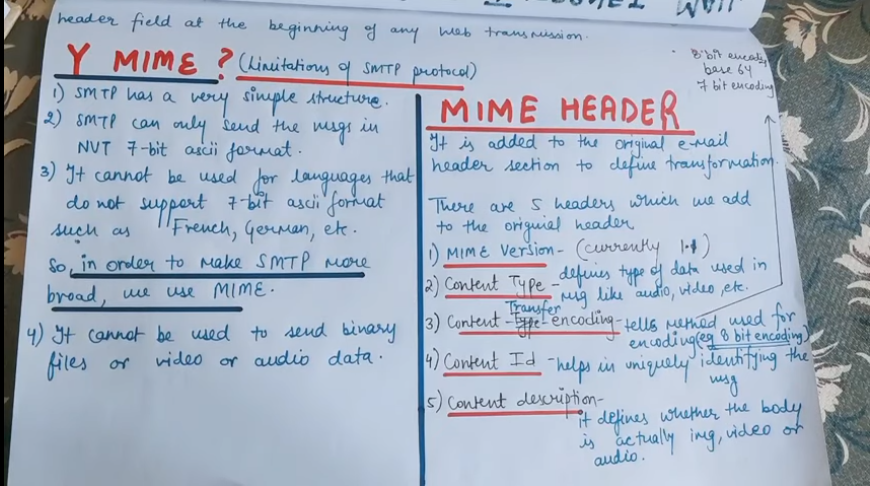 header field at the beginning of any web transmission.
Y MIME? (Limitations of SMTP protocol)
1) SMTP has a very simple structure.
2) SMTP can only send the msgs in
NVT 7-bit ascii format.
3) It cannot be used for languages that
do not support 7-bit ascii format
such as French, German, etc.
So, in order to make SMTP more
broad, we use MIME.
4) It cannot be used to send binary
files or video or audio data.
8 bit encoding
base 64
7 bit encoding
MIME HEADER
It is added to the original e-mail
header section to define transformation.
There are 5 headers which we add
to the original header
1) MIME Version- (currently 1.1)
2) Content Type - defines type of data used in
msg like audio, video, etc.
3) Content-Transfer-encoding-tells method used for
encoding(eg 8 bit encoding)
4) Content Id -helps in uniquely identifying the
msg
5) Content description-
it defines whether the body
is actually img, video or
audio.